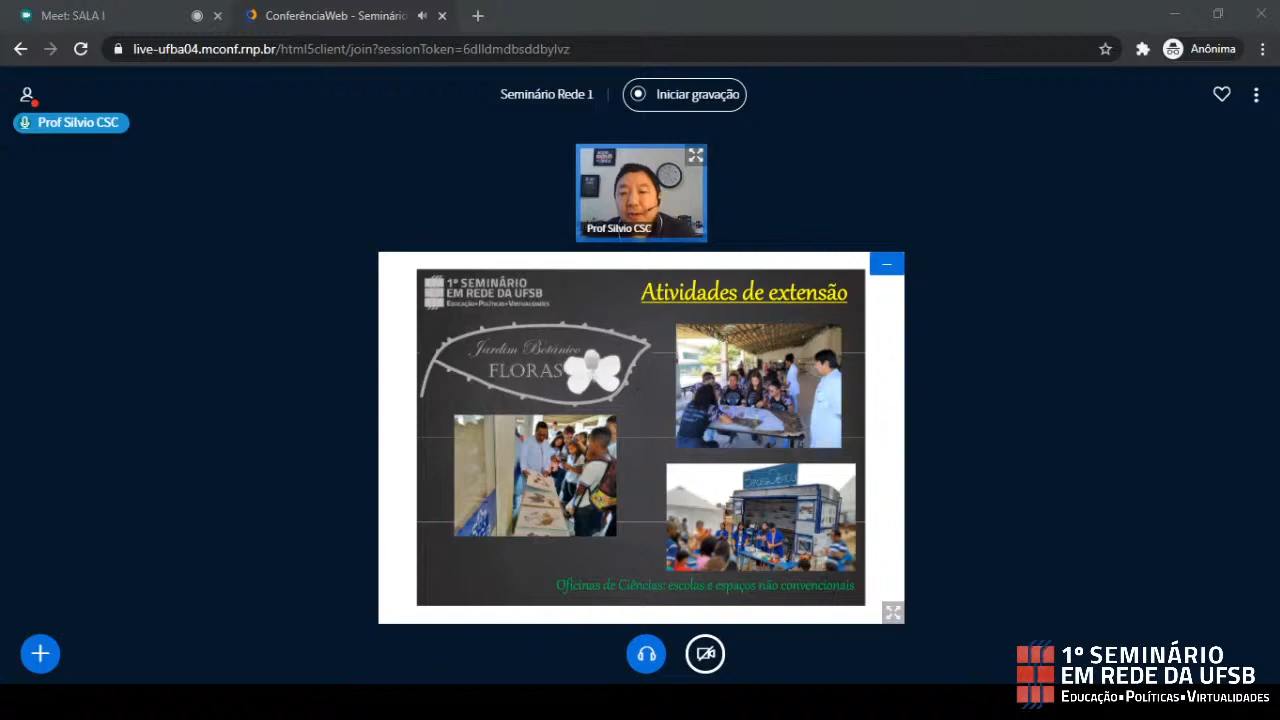 Meet: SALA I
ConferênciaWeb - Seminário
live-ufba04.mconf.rnp.br/html5client/join?sessionToken=6dlldmdbsddbylvz
Anônima
Seminário Rede 1
Iniciar gravação
Prof Silvio CSC
Prof Silvio CSC
1º SEMINÁRIO
EM REDE DA UFSB
EDUCAÇÃO•POLÍTICAS•VIRTUALIDADES
Atividades de extensão
Jardim Botânico
FLORAS
Oficinas de Ciências: escolas e espaços não convencionais
1º SEMINÁRIO
EM REDE DA UFSB
EDUCAÇÃO•POLÍTICAS•VIRTUALIDADES